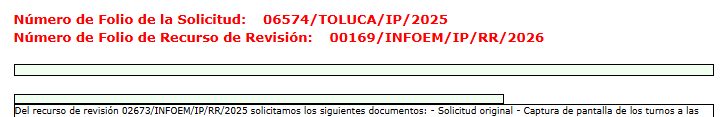 Número de Folio de la Solicitud: 06574/TOLUCA/IP/2025
Número de Folio de Recurso de Revisión: 00169/INFOEM/IP/RR/2026
Del recurso de revisión 02673/INFOEM/IP/RR/2025 solicitamos los siguientes documentos: - Solicitud original - Captura de pantalla de los turnos a las